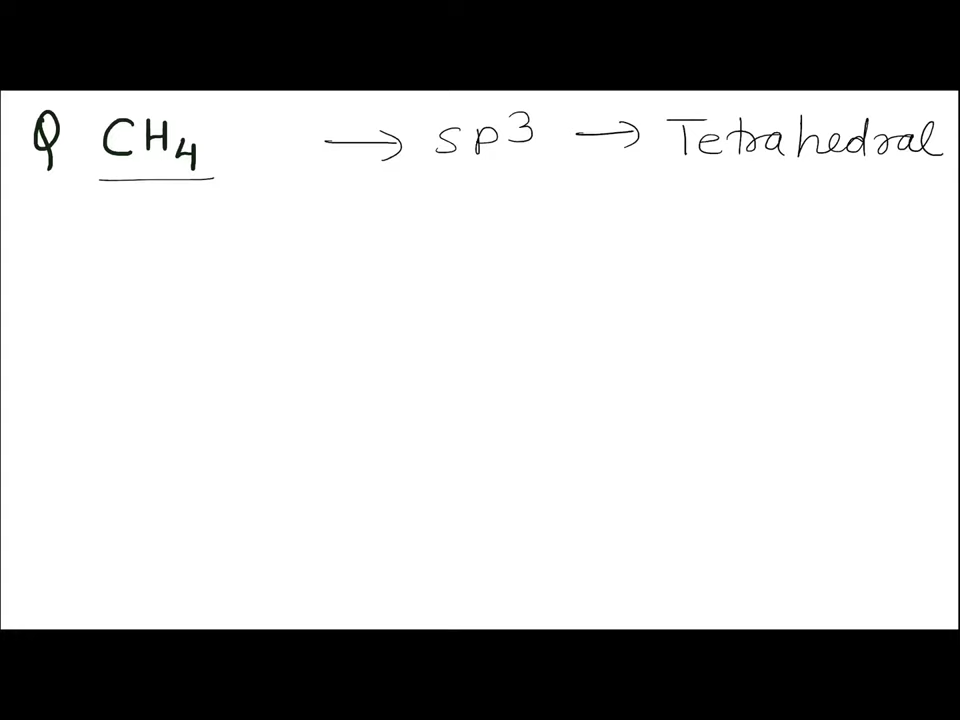 Q CH₄ → sp³ → Tetrahedral